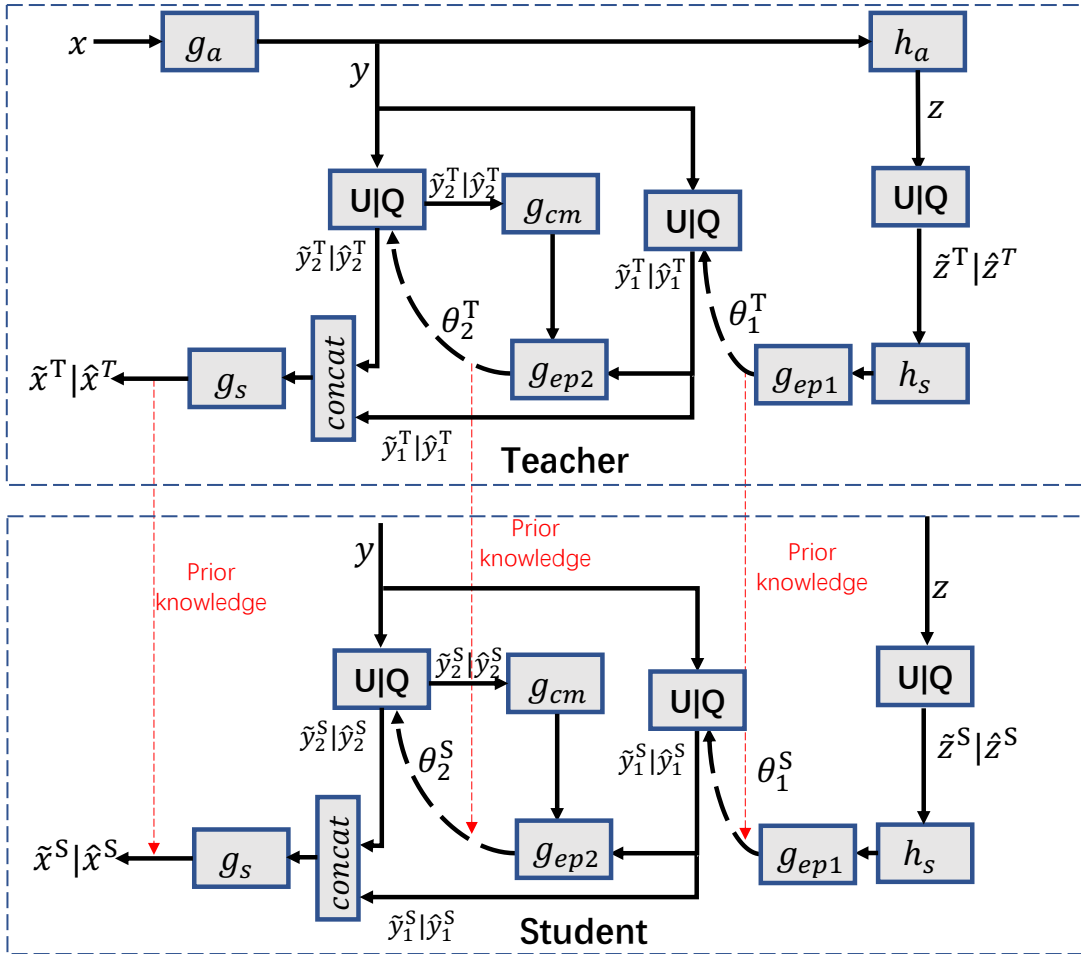 x
g_a
h_a
y
z
U|Q
ỹ₂ᵀ|ŷ₂ᵀ
g_cm
U|Q
U|Q
ỹ₂ᵀ|ŷ₂ᵀ
ỹ₁ᵀ|ŷ₁ᵀ
z̃ᵀ|ẑᵀ
θ₂ᵀ
θ₁ᵀ
x̃ᵀ|x̂ᵀ
g_s
concat
g_ep2
g_ep1
h_s
ỹ₁ᵀ|ŷ₁ᵀ
Teacher
y
Prior
knowledge
Prior
knowledge
Prior
knowledge
z
U|Q
ỹ₂ˢ|ŷ₂ˢ
g_cm
U|Q
U|Q
ỹ₂ˢ|ŷ₂ˢ
ỹ₁ˢ|ŷ₁ˢ
z̃ˢ|ẑˢ
θ₂ˢ
θ₁ˢ
x̃ˢ|x̂ˢ
g_s
concat
g_ep2
g_ep1
h_s
ỹ₁ˢ|ŷ₁ˢ
Student